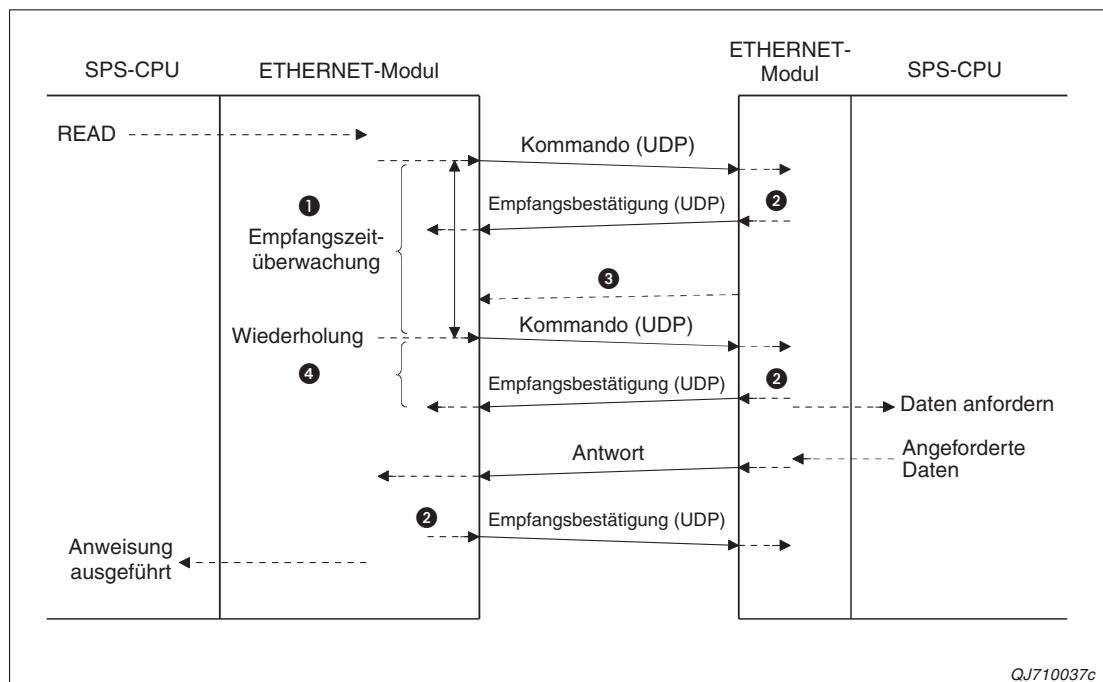 SPS-CPU
ETHERNET-Modul
ETHERNET-
Modul
SPS-CPU
READ
Kommando (UDP)
❶
Empfangszeit-
überwachung
Empfangsbestätigung (UDP)
❷
❸
Wiederholung
Kommando (UDP)
❹
Empfangsbestätigung (UDP)
❷
Daten anfordern
Antwort
Angeforderte
Daten
❷
Empfangsbestätigung (UDP)
Anweisung
ausgeführt
QJ710037c